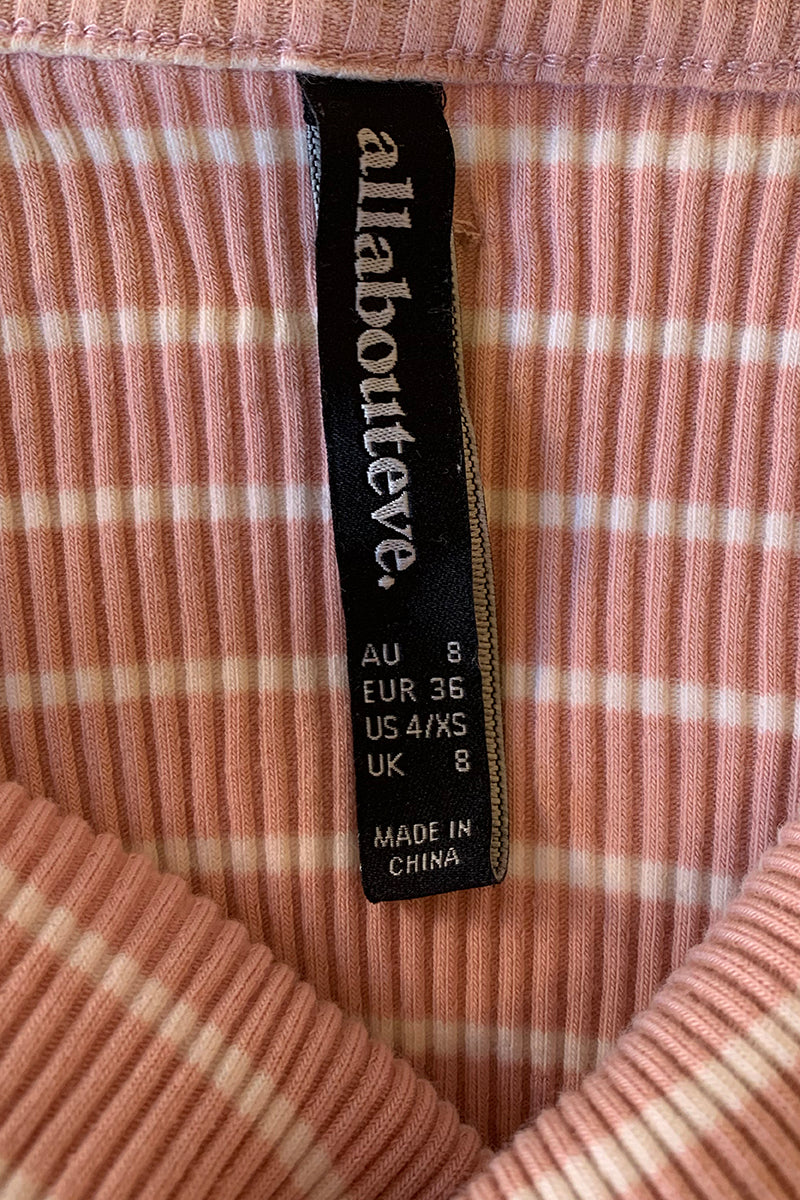 allabouteve.
AU 8
EUR 36
US 4/XS
UK 8
MADE IN
CHINA